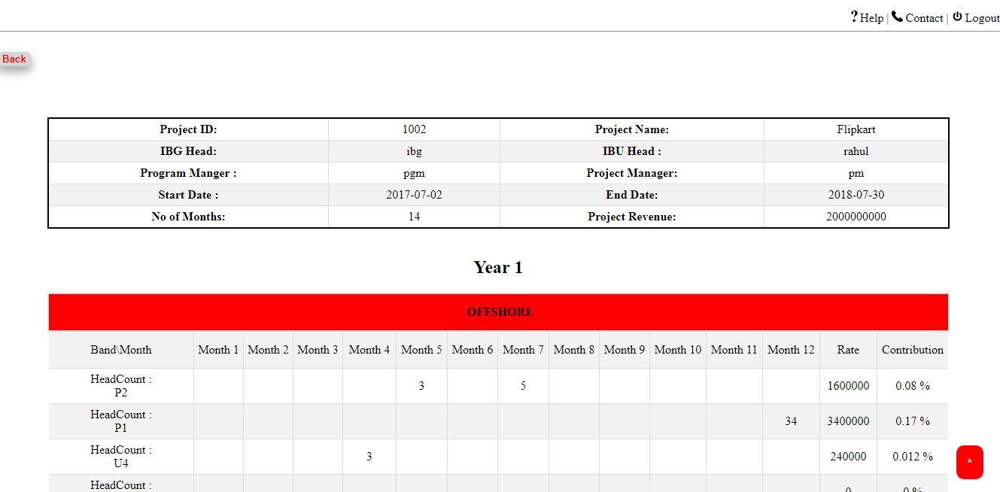 ? Help | Contact | Logout
Back
Project ID: 1002 Project Name: Flipkart
IBG Head: ibg IBU Head : rahul
Program Manger : pgm Project Manager: pm
Start Date : 2017-07-02 End Date: 2018-07-30
No of Months: 14 Project Revenue: 2000000000
Year 1
OFFSHORE
Band\Month Month 1 Month 2 Month 3 Month 4 Month 5 Month 6 Month 7 Month 8 Month 9 Month 10 Month 11 Month 12 Rate Contribution
HeadCount :
P2 3 5 1600000 0.08 %
HeadCount :
P1 34 3400000 0.17 %
HeadCount :
U4 3 240000 0.012 %
^
HeadCount :
0 0 %